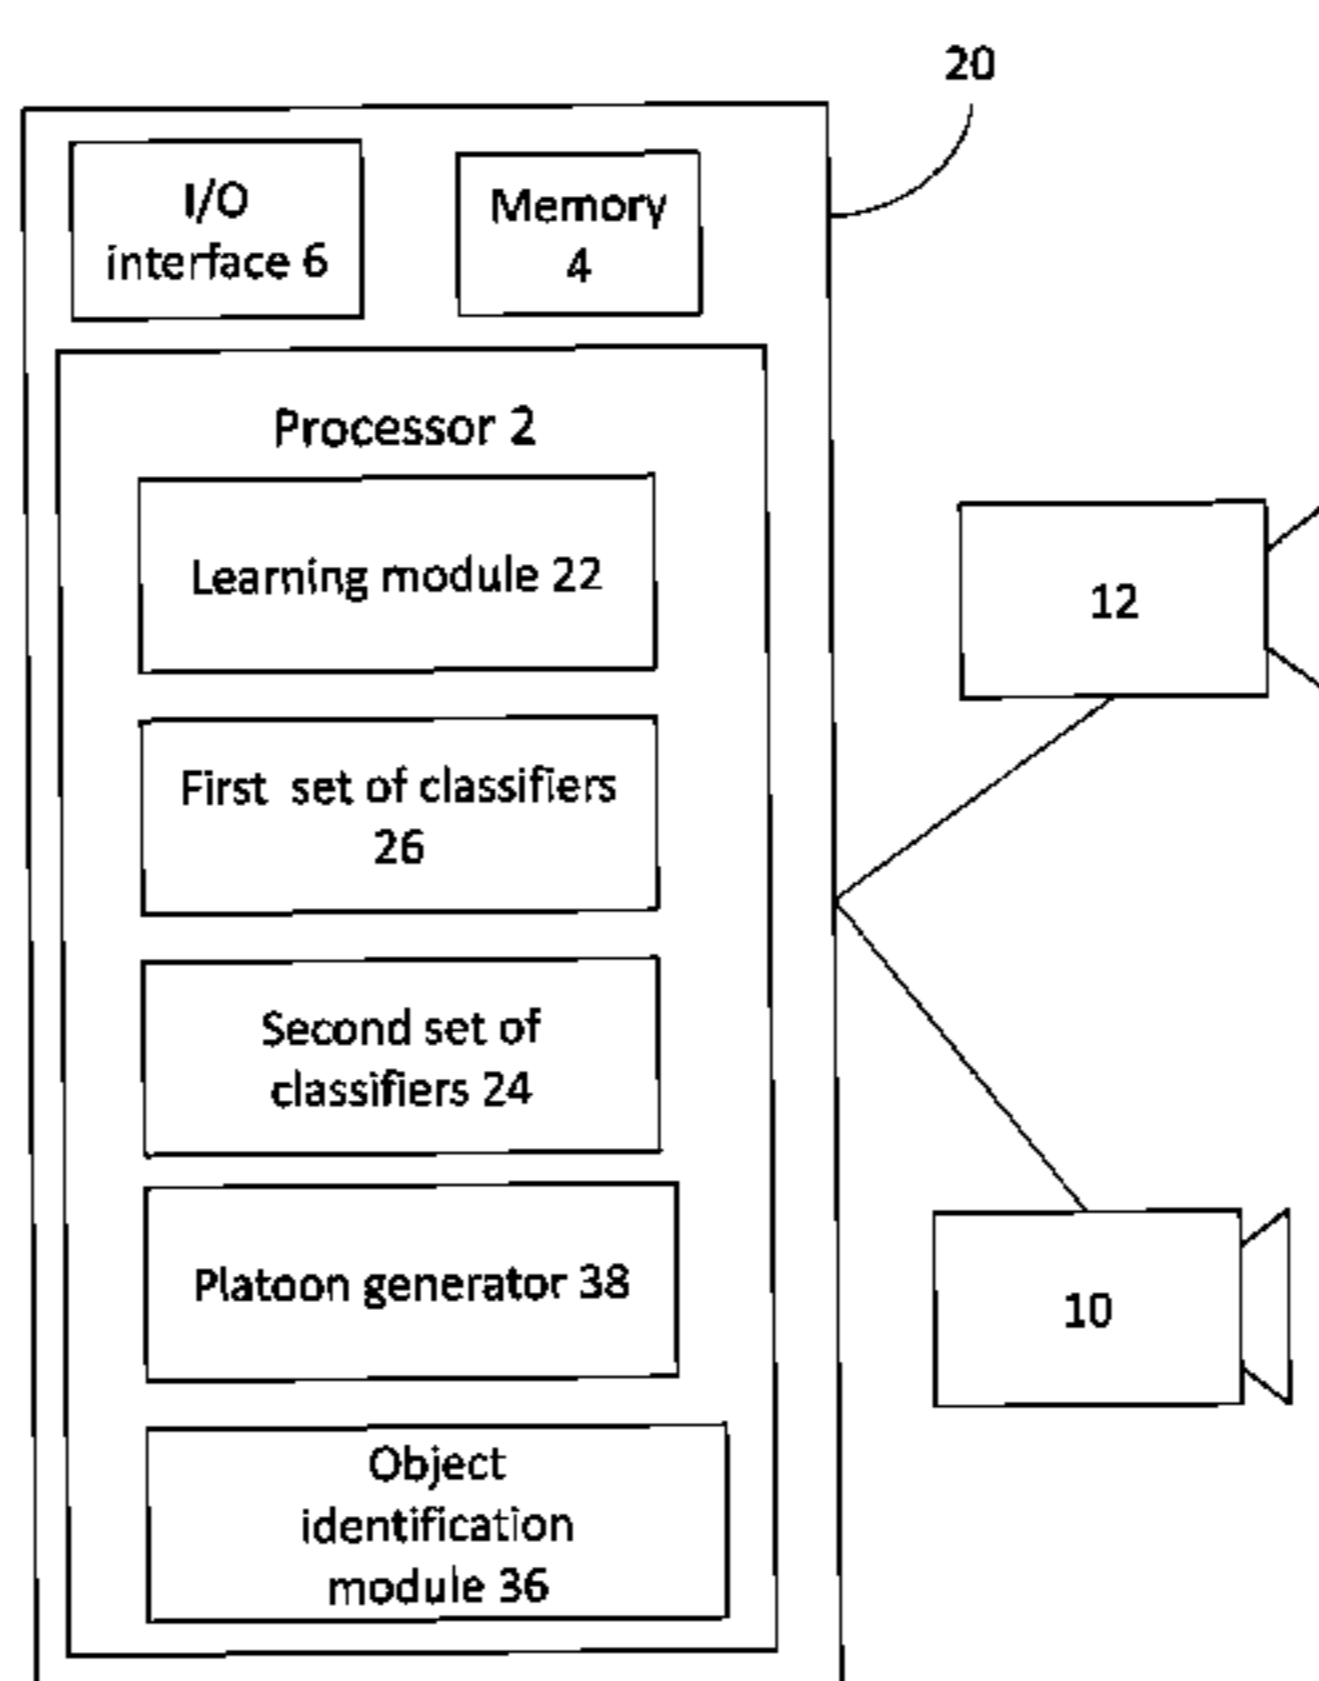 20
I/O
interface 6
Memory
4
Processor 2
Learning module 22
First set of classifiers
26
Second set of
classifiers 24
Platoon generator 38
Object
identification
module 36
12
10